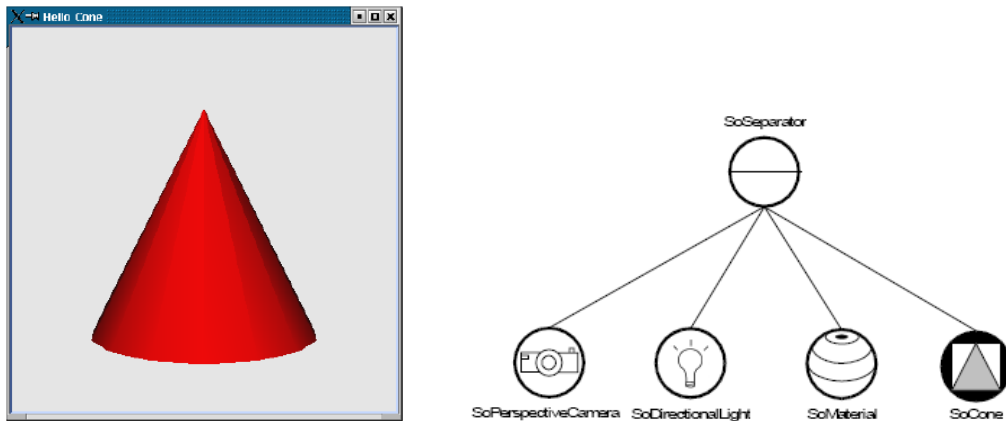 Hello Cone
SoSeparator
SoPerspectiveCamera
SoDirectionalLight
SoMaterial
SoCone